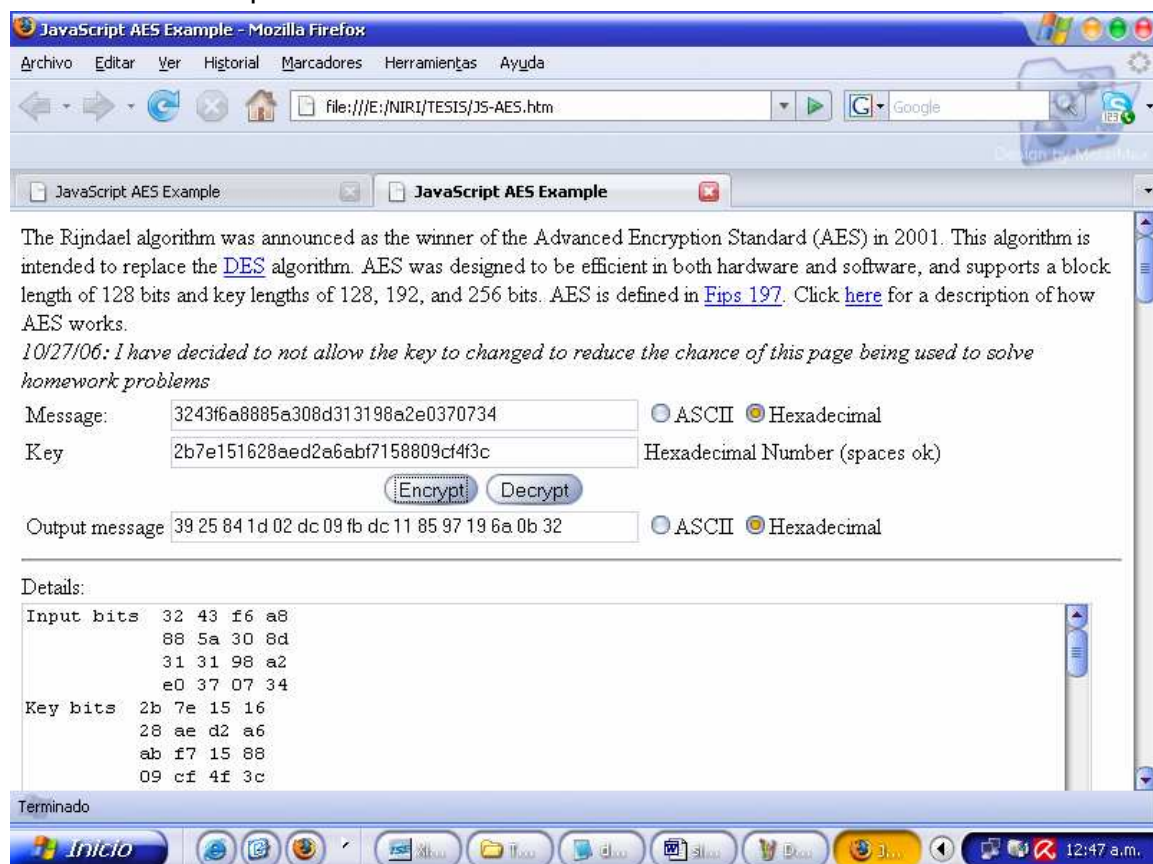 JavaScript AES Example - Mozilla Firefox
Archivo Editar Ver Historial Marcadores Herramientas Ayuda
file:///E:/NIRI/TESIS/JS-AES.htm
G Google
JavaScript AES Example JavaScript AES Example
The Rijndael algorithm was announced as the winner of the Advanced Encryption Standard (AES) in 2001. This algorithm is
intended to replace the DES algorithm. AES was designed to be efficient in both hardware and software, and supports a block
length of 128 bits and key lengths of 128, 192, and 256 bits. AES is defined in Fips 197. Click here for a description of how
AES works.
10/27/06: I have decided to not allow the key to changed to reduce the chance of this page being used to solve
homework problems
Message: 3243f6a8885a308d313198a2e0370734 ASCII Hexadecimal
Key 2b7e151628aed2a6abf7158809cf4f3c Hexadecimal Number (spaces ok)
Encrypt Decrypt
Output message 39 25 84 1d 02 dc 09 fb dc 11 85 97 19 6a 0b 32 ASCII Hexadecimal
Details:
Input bits 32 43 f6 a8
88 5a 30 8d
31 31 98 a2
e0 37 07 34
Key bits 2b 7e 15 16
28 ae d2 a6
ab f7 15 88
09 cf 4f 3c
Terminado
Inicio 12:47 a.m.